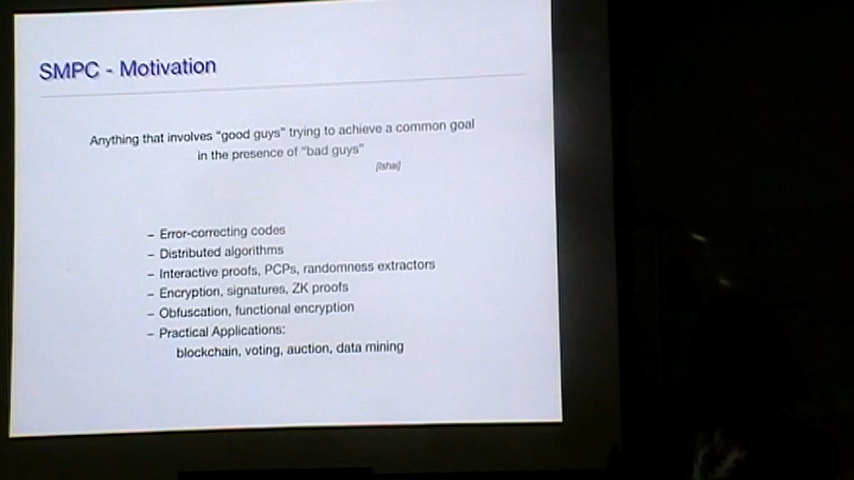 SMPC - Motivation
Anything that involves “good guys” trying to achieve a common goal
in the presence of “bad guys”
[Ishai]
– Error-correcting codes
– Distributed algorithms
– Interactive proofs, PCPs, randomness extractors
– Encryption, signatures, ZK proofs
– Obfuscation, functional encryption
– Practical Applications:
blockchain, voting, auction, data mining